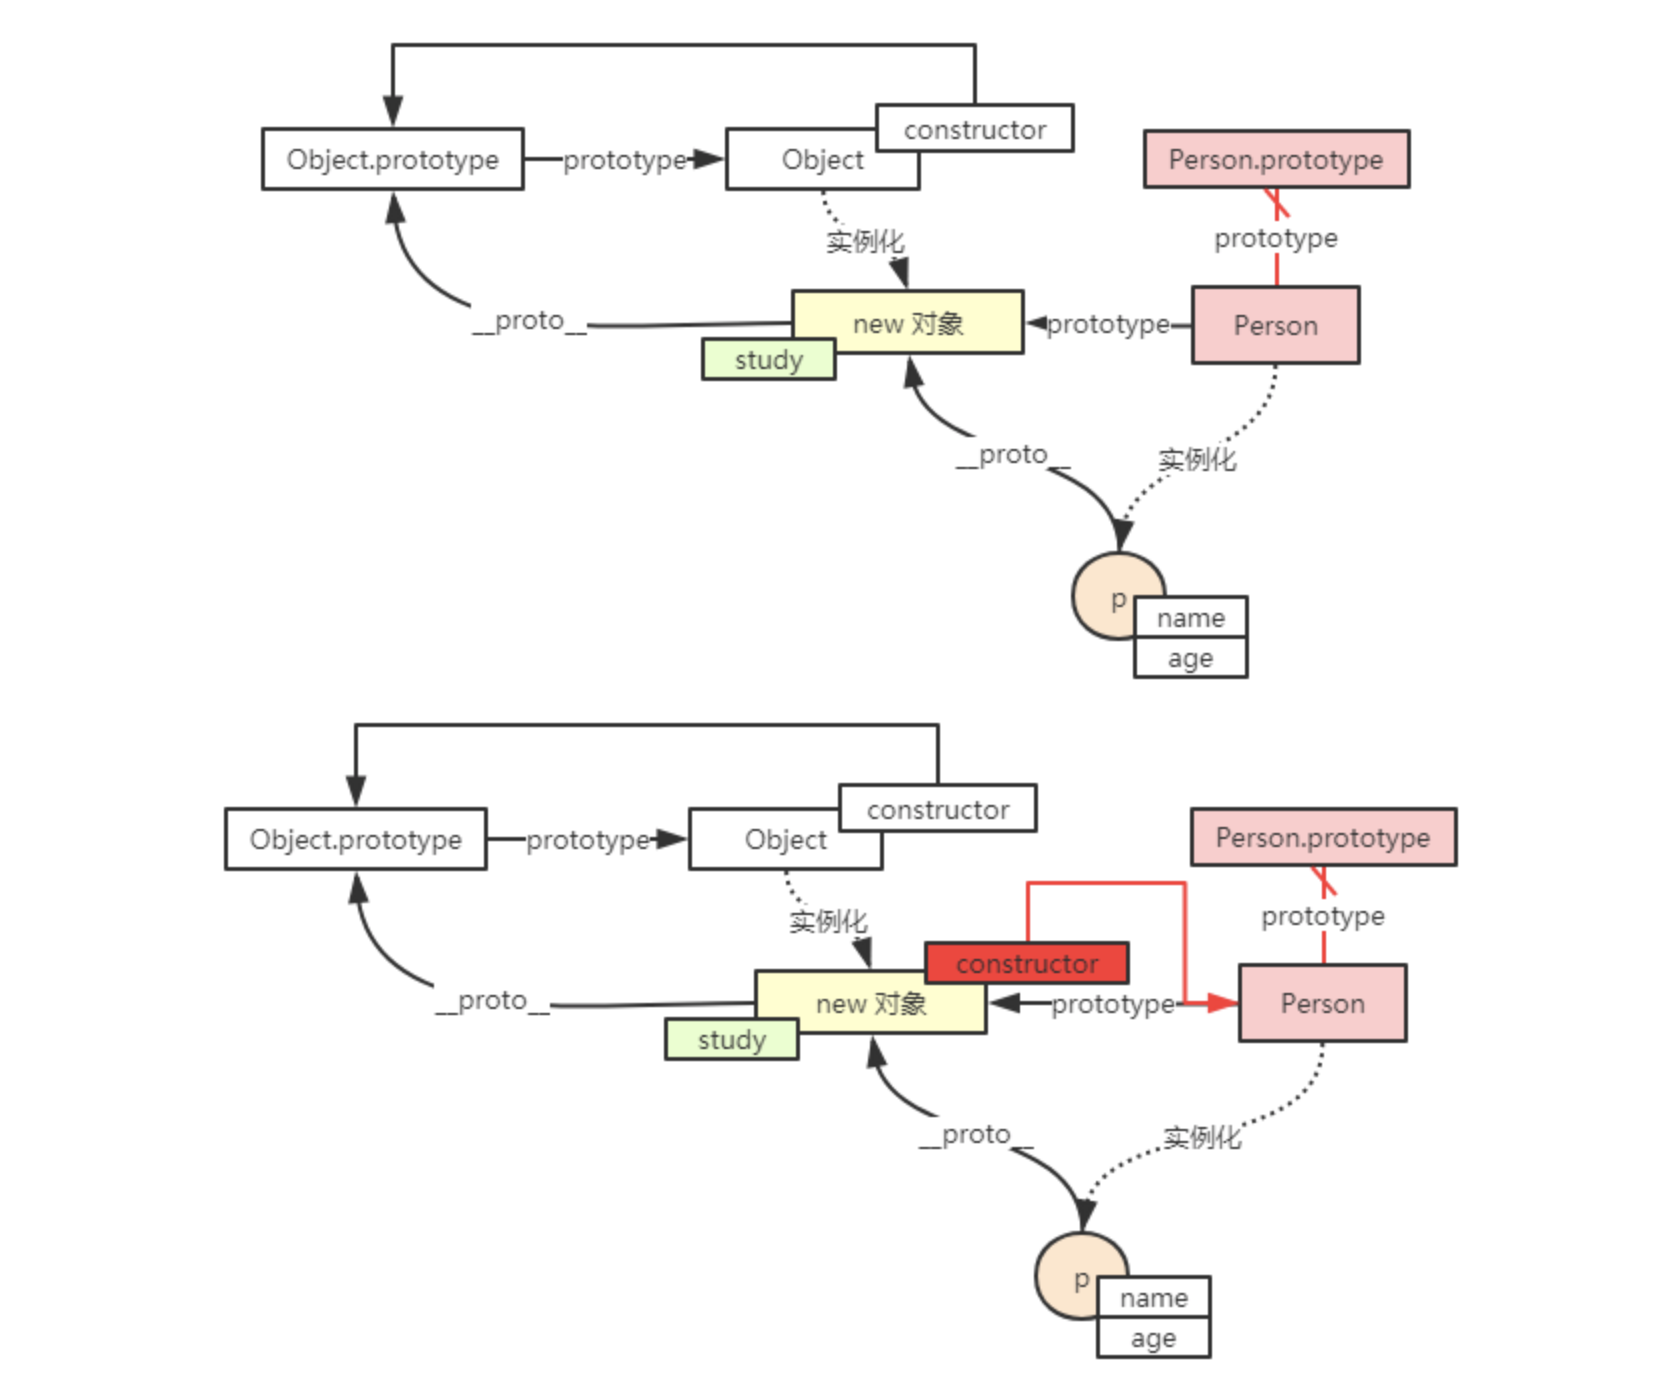 constructor
Object.prototype
prototype
Object
Person.prototype
实例化
prototype
__proto__
new 对象
prototype
Person
study
__proto__
实例化
p
name
age
constructor
Object.prototype
prototype
Object
Person.prototype
实例化
prototype
constructor
__proto__
new 对象
prototype
Person
study
__proto__
实例化
p
name
age